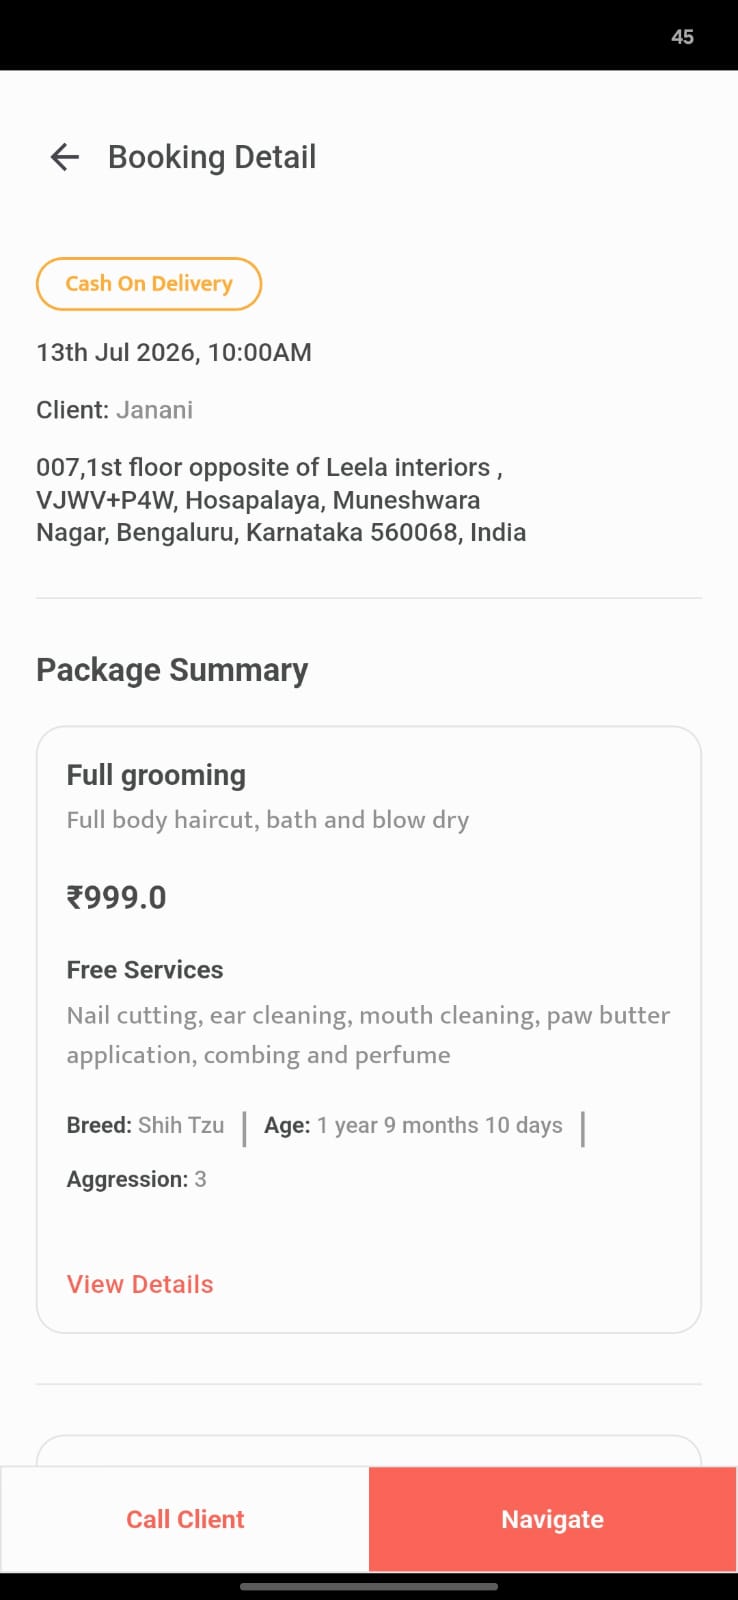 45
Booking Detail
Cash On Delivery
13th Jul 2026, 10:00AM
Client: Janani
007,1st floor opposite of Leela interiors ,
VJWV+P4W, Hosapalaya, Muneshwara
Nagar, Bengaluru, Karnataka 560068, India
Package Summary
Full grooming
Full body haircut, bath and blow dry
₹999.0
Free Services
Nail cutting, ear cleaning, mouth cleaning, paw butter
application, combing and perfume
Breed: Shih Tzu | Age: 1 year 9 months 10 days |
Aggression: 3
View Details
Call Client
Navigate